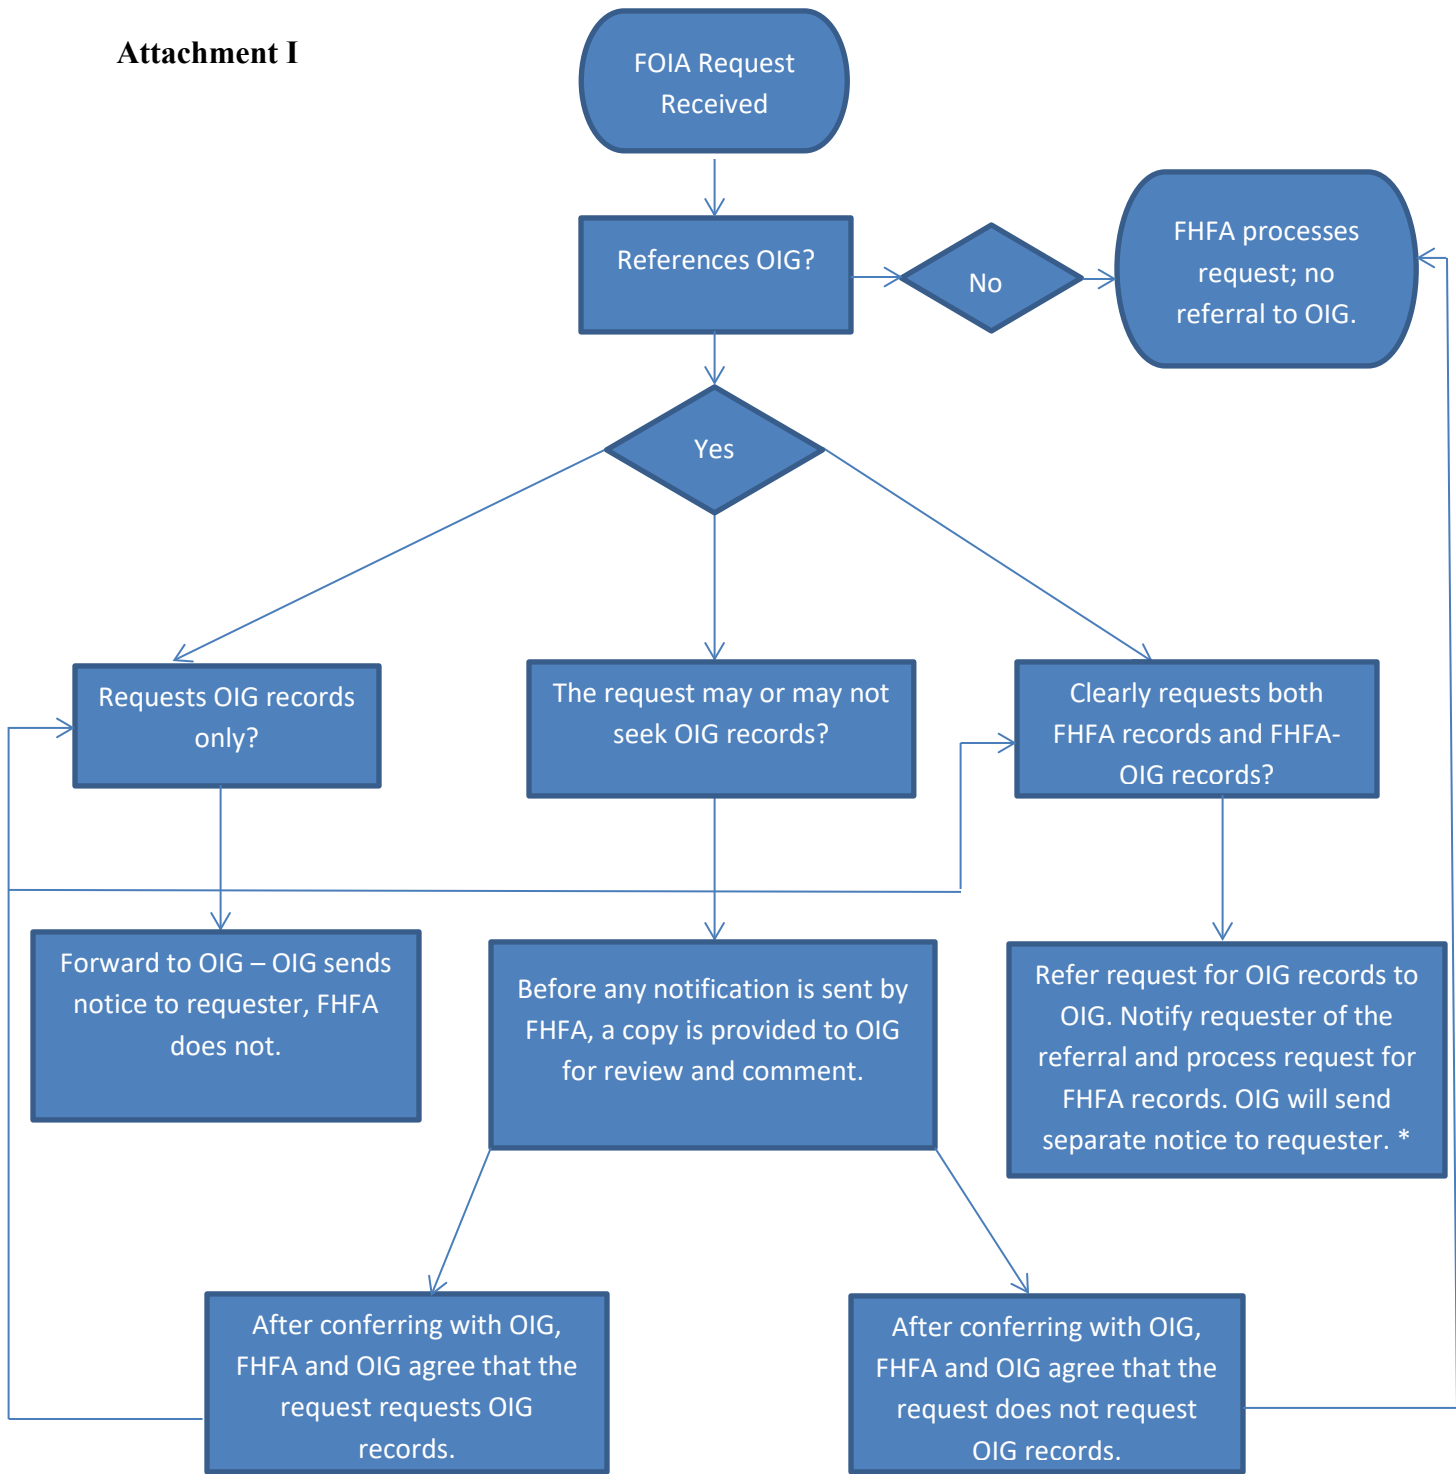 Attachment I
FOIA Request
Received
References OIG?
No
FHFA processes
request; no
referral to OIG.
Yes
Requests OIG records
only?
The request may or may not
seek OIG records?
Clearly requests both
FHFA records and FHFA-
OIG records?
Forward to OIG – OIG sends
notice to requester, FHFA
does not.
Before any notification is sent by
FHFA, a copy is provided to OIG
for review and comment.
Refer request for OIG records to
OIG. Notify requester of the
referral and process request for
FHFA records. OIG will send
separate notice to requester. *
After conferring with OIG,
FHFA and OIG agree that the
request requests OIG
records.
After conferring with OIG,
FHFA and OIG agree that the
request does not request
OIG records.